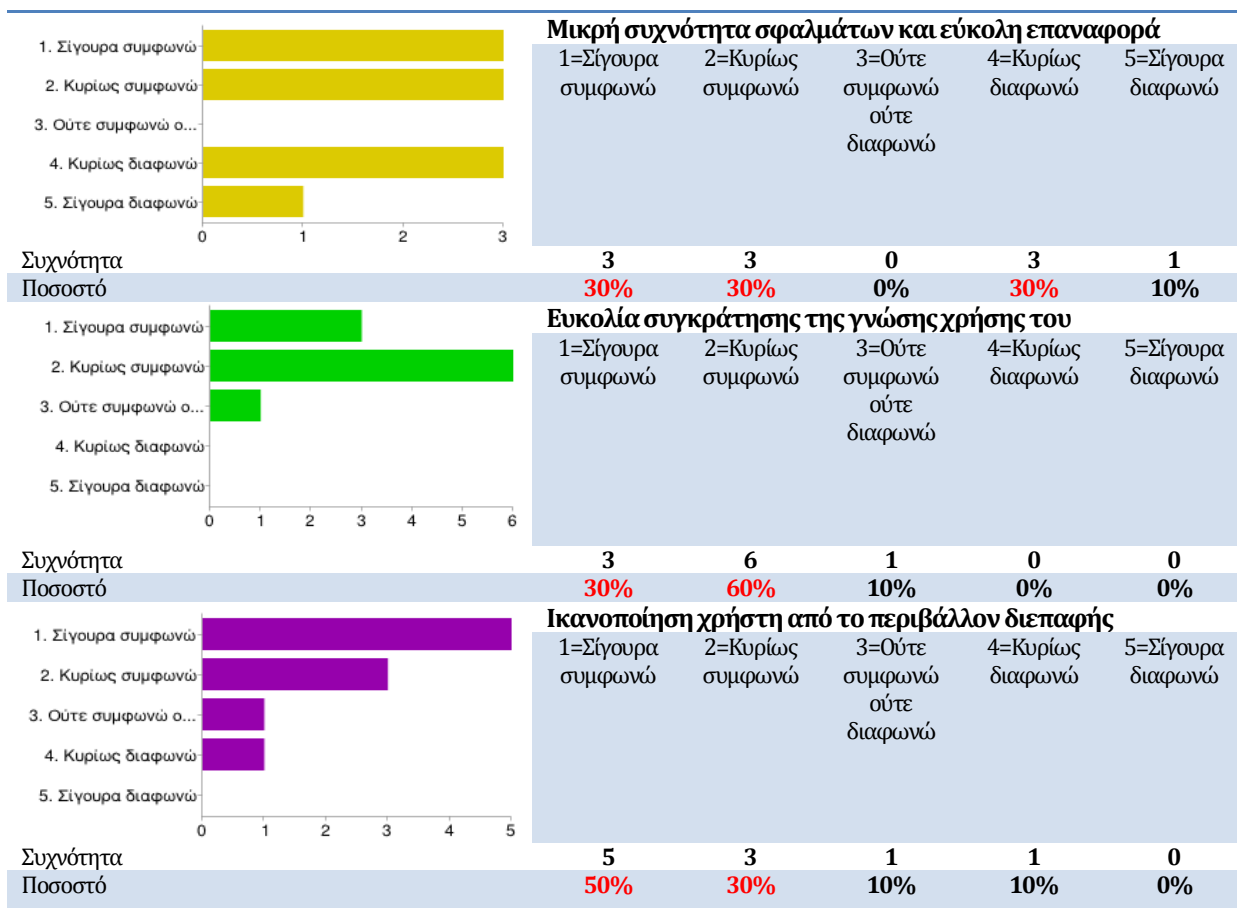 1. Σίγουρα συμφωνώ
2. Κυρίως συμφωνώ
3. Ούτε συμφωνώ ο...
4. Κυρίως διαφωνώ
5. Σίγουρα διαφωνώ
0 1 2 3
Μικρή συχνότητα σφαλμάτων και εύκολη επαναφορά
1=Σίγουρα 2=Κυρίως 3=Ούτε 4=Κυρίως 5=Σίγουρα
συμφωνώ συμφωνώ συμφωνώ διαφωνώ διαφωνώ
ούτε
διαφωνώ
Συχνότητα 3 3 0 3 1
Ποσοστό 30% 30% 0% 30% 10%
1. Σίγουρα συμφωνώ
2. Κυρίως συμφωνώ
3. Ούτε συμφωνώ ο...
4. Κυρίως διαφωνώ
5. Σίγουρα διαφωνώ
0 1 2 3 4 5 6
Ευκολία συγκράτησης της γνώσης χρήσης του
1=Σίγουρα 2=Κυρίως 3=Ούτε 4=Κυρίως 5=Σίγουρα
συμφωνώ συμφωνώ συμφωνώ διαφωνώ διαφωνώ
ούτε
διαφωνώ
Συχνότητα 3 6 1 0 0
Ποσοστό 30% 60% 10% 0% 0%
1. Σίγουρα συμφωνώ
2. Κυρίως συμφωνώ
3. Ούτε συμφωνώ ο...
4. Κυρίως διαφωνώ
5. Σίγουρα διαφωνώ
0 1 2 3 4 5
Ικανοποίηση χρήστη από το περιβάλλον διεπαφής
1=Σίγουρα 2=Κυρίως 3=Ούτε 4=Κυρίως 5=Σίγουρα
συμφωνώ συμφωνώ συμφωνώ διαφωνώ διαφωνώ
ούτε
διαφωνώ
Συχνότητα 5 3 1 1 0
Ποσοστό 50% 30% 10% 10% 0%